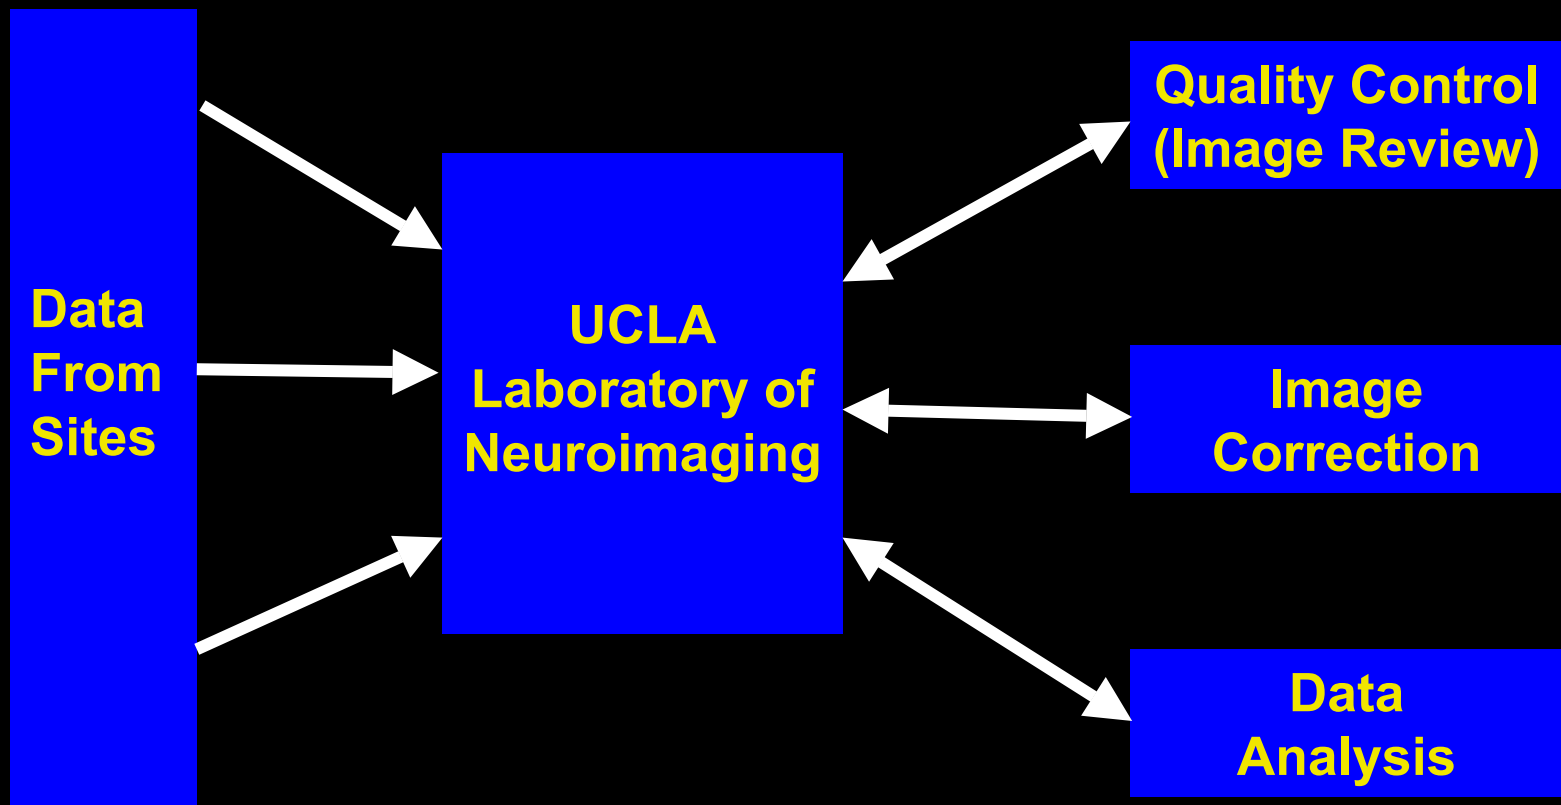 Data
From
Sites
UCLA
Laboratory of
Neuroimaging
Quality Control
(Image Review)
Image
Correction
Data
Analysis